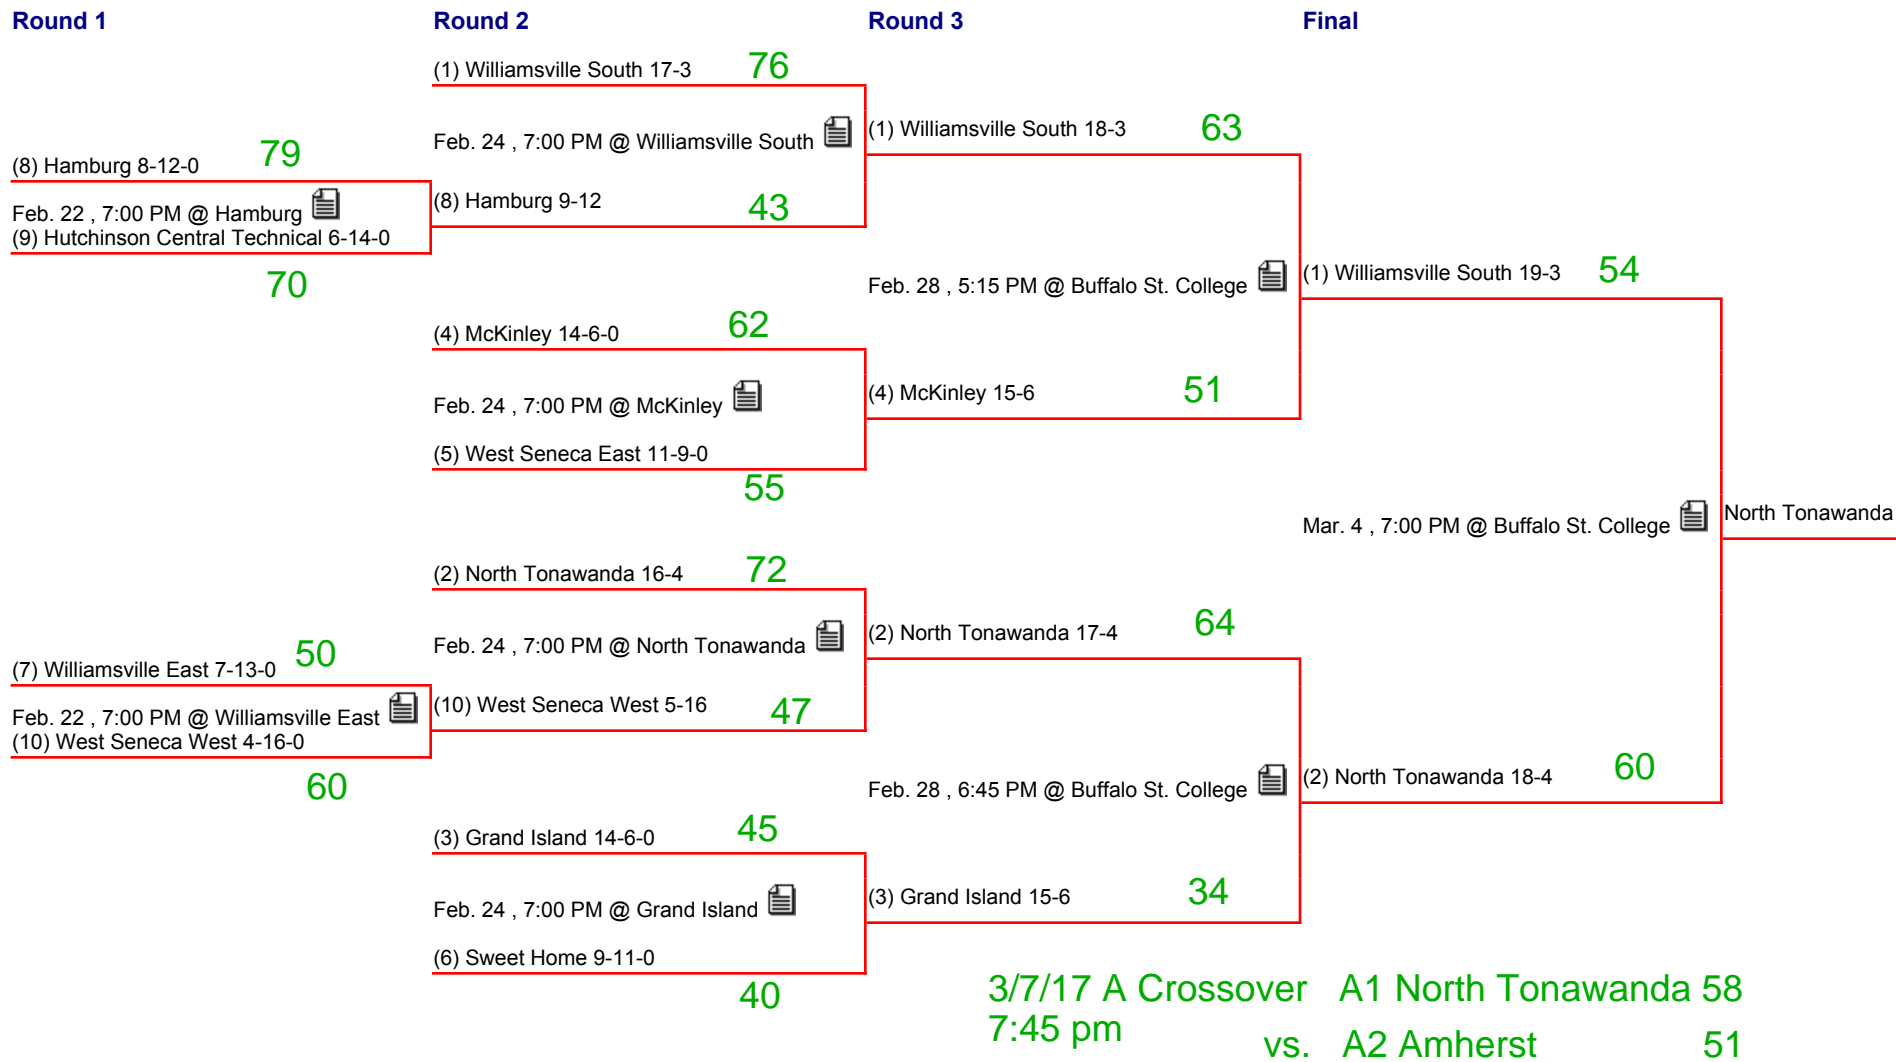 Round 1
Round 2
Round 3
Final
(8) Hamburg 8-12-0
79
Feb. 22 , 7:00 PM @ Hamburg
(9) Hutchinson Central Technical 6-14-0
70
(7) Williamsville East 7-13-0
50
Feb. 22 , 7:00 PM @ Williamsville East
(10) West Seneca West 4-16-0
60
(1) Williamsville South 17-3
76
Feb. 24 , 7:00 PM @ Williamsville South
(8) Hamburg 9-12
43
(4) McKinley 14-6-0
62
Feb. 24 , 7:00 PM @ McKinley
(5) West Seneca East 11-9-0
55
(2) North Tonawanda 16-4
72
Feb. 24 , 7:00 PM @ North Tonawanda
(10) West Seneca West 5-16
47
(3) Grand Island 14-6-0
45
Feb. 24 , 7:00 PM @ Grand Island
(6) Sweet Home 9-11-0
40
(1) Williamsville South 18-3
63
Feb. 28 , 5:15 PM @ Buffalo St. College
(4) McKinley 15-6
51
(2) North Tonawanda 17-4
64
Feb. 28 , 6:45 PM @ Buffalo St. College
(3) Grand Island 15-6
34
(1) Williamsville South 19-3
54
Mar. 4 , 7:00 PM @ Buffalo St. College
(2) North Tonawanda 18-4
60
North Tonawanda
3/7/17 A Crossover A1 North Tonawanda 58
7:45 pm
vs. A2 Amherst 51